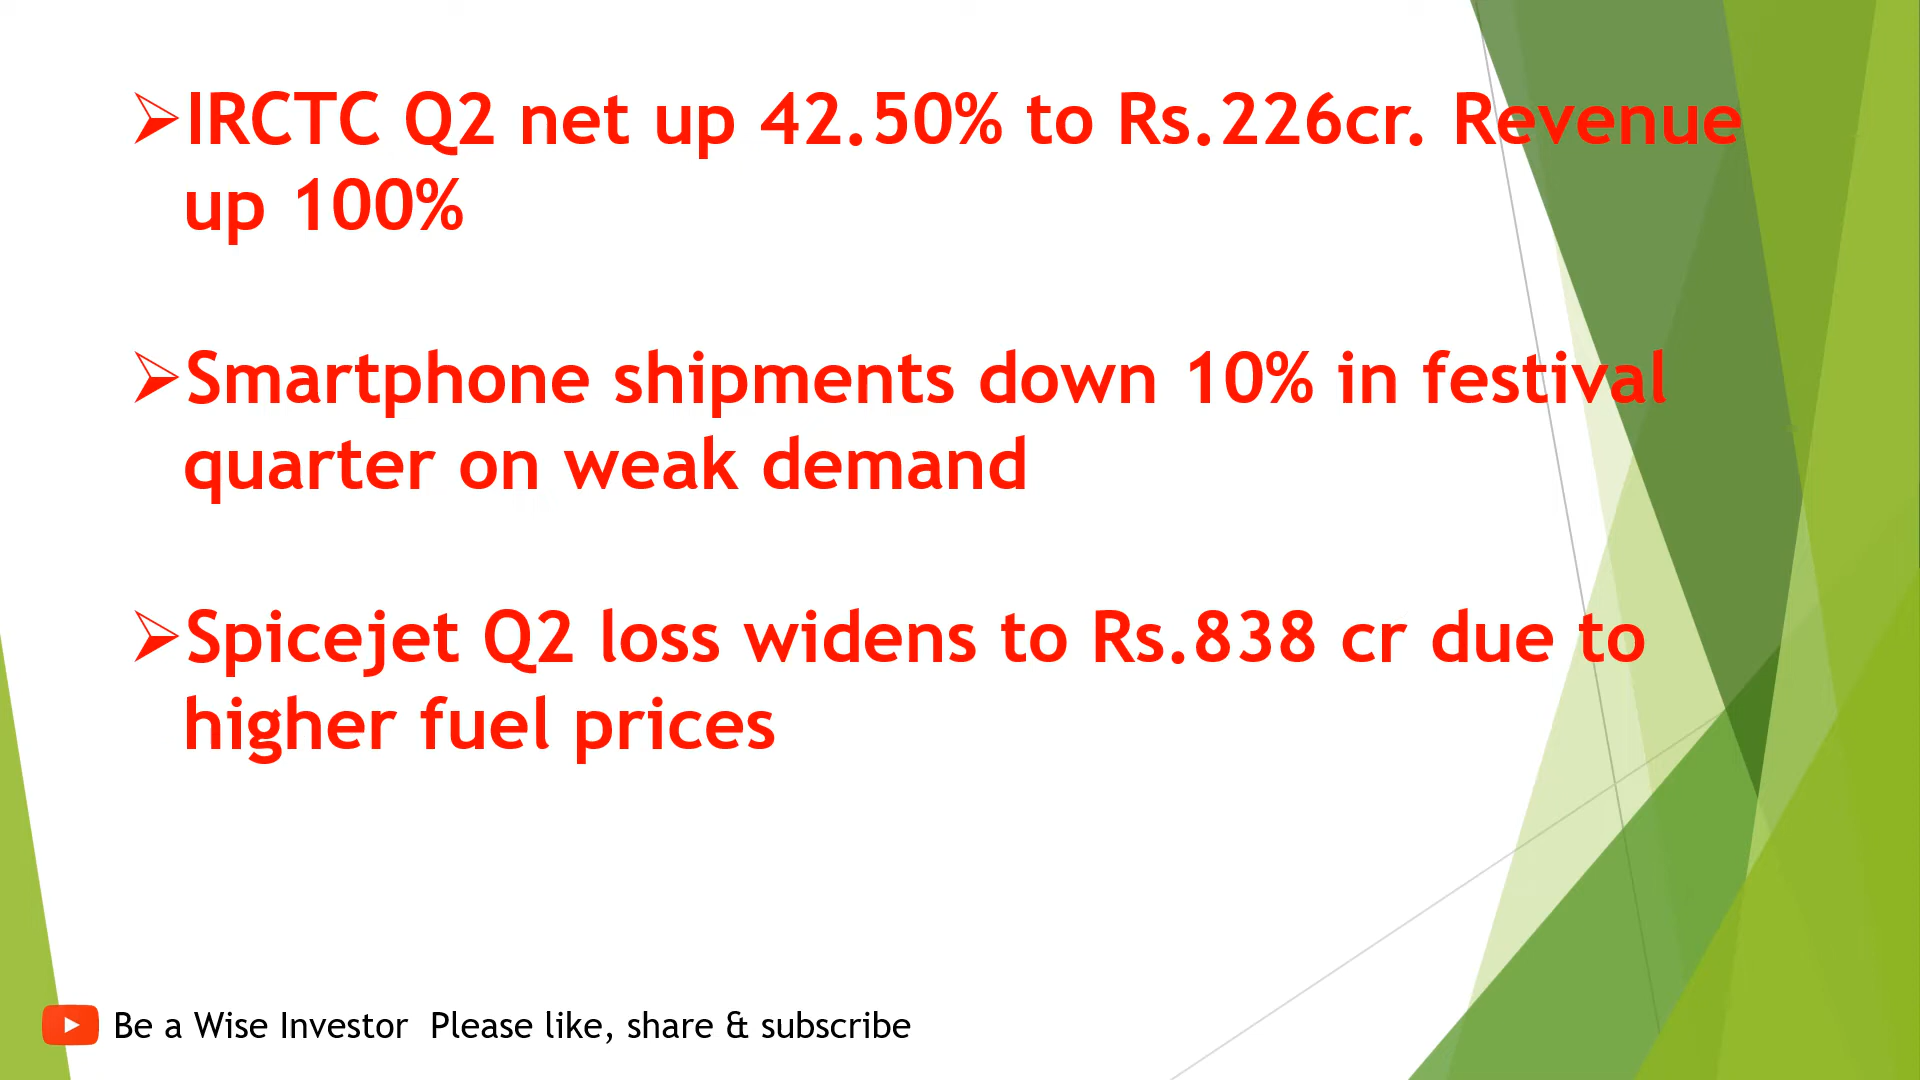 ➢IRCTC Q2 net up 42.50% to Rs.226cr. Revenue
up 100%
➢Smartphone shipments down 10% in festival
quarter on weak demand
➢Spicejet Q2 loss widens to Rs.838 cr due to
higher fuel prices
Be a Wise Investor  Please like, share & subscribe